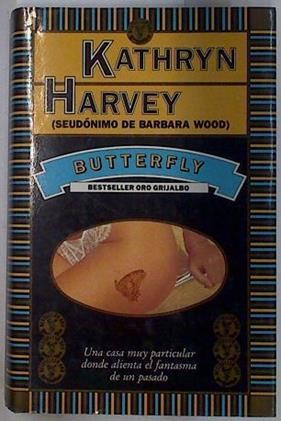 KATHRYN
HARVEY
(SEUDÓNIMO DE BARBARA WOOD)
BUTTERFLY
BESTSELLER ORO GRIJALBO
Una casa muy particular
donde alienta el fantasma
de un pasado